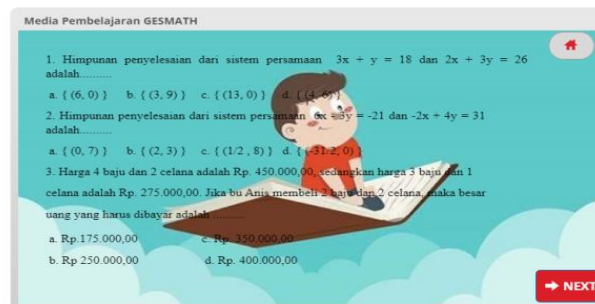 Media Pembelajaran GESMATH
1. Himpunan penyelesaian dari sistem persamaan 3x + y = 18 dan 2x + 3y = 26
adalah..........
a. { (6, 0) } b. { (3, 9) } c. { (13, 0) } d. { (4, 6) }
2. Himpunan penyelesaian dari sistem persamaan 6x - 3y = -21 dan -2x + 4y = 31
adalah..........
a. { (0, 7) } b. { (2, 3) } c. { (1/2 , 8) } d. { (-31/2, 0) }
3. Harga 4 baju dan 2 celana adalah Rp. 450.000,00, sedangkan harga 3 baju dan 1
celana adalah Rp. 275.000,00. Jika bu Anis membeli 2 baju dan 2 celana, maka besar
uang yang harus dibayar adalah ..........
a. Rp.175.000,00 c. Rp. 350.000,00
b. Rp 250.000,00 d. Rp. 400.000,00
NEXT